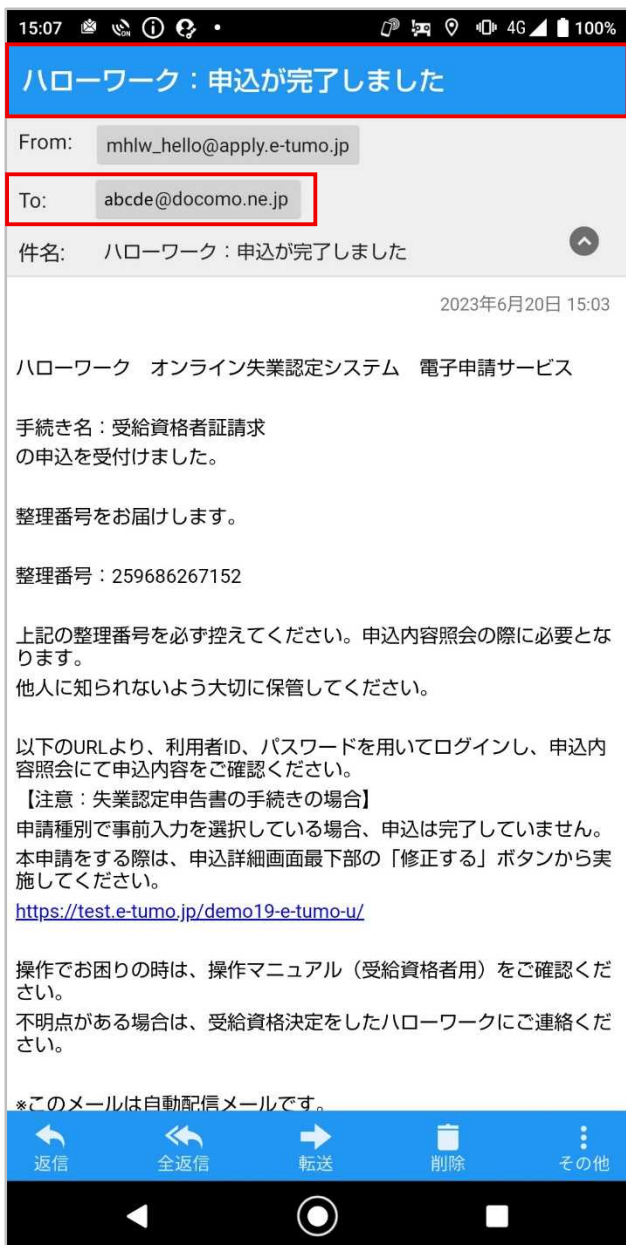 15:07 4G 100%
ハローワーク：申込が完了しました
From: mhlw_hello@apply.e-tumo.jp
To: abcde@docomo.ne.jp
件名: ハローワーク：申込が完了しました
2023年6月20日 15:03
ハローワーク　オンライン失業認定システム　電子申請サービス
手続き名：受給資格者証請求
の申込を受付けました。
整理番号をお届けします。
整理番号：259686267152
上記の整理番号を必ず控えてください。申込内容照会の際に必要とな
ります。
他人に知られないよう大切に保管してください。
以下のURLより、利用者ID、パスワードを用いてログインし、申込内
容照会にて申込内容をご確認ください。
【注意：失業認定申告書の手続きの場合】
申請種別で事前入力を選択している場合、申込は完了していません。
本申請をする際は、申込詳細画面最下部の「修正する」ボタンから実
施してください。
https://test.e-tumo.jp/demo19-e-tumo-u/
操作でお困りの時は、操作マニュアル（受給資格者用）をご確認くだ
さい。
不明点がある場合は、受給資格決定をしたハローワークにご連絡くだ
さい。
※このメールは自動配信メールです。
返信 全返信 転送 削除 その他